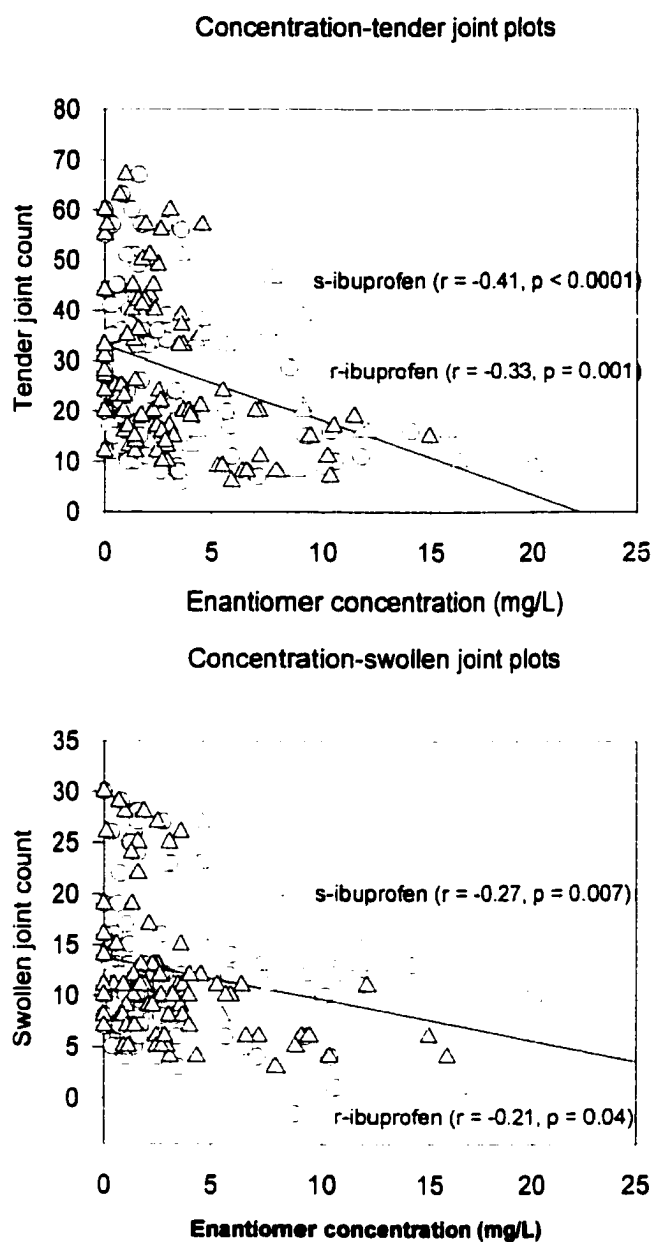 Concentration-tender joint plots
80
70
60
50
40
30
20
10
0
Tender joint count
s-ibuprofen (r = -0.41, p < 0.0001)
r-ibuprofen (r = -0.33, p = 0.001)
0 5 10 15 20 25
Enantiomer concentration (mg/L)
Concentration-swollen joint plots
35
30
25
20
15
10
5
0
Swollen joint count
s-ibuprofen (r = -0.27, p = 0.007)
r-ibuprofen (r = -0.21, p = 0.04)
0 5 10 15 20 25
Enantiomer concentration (mg/L)